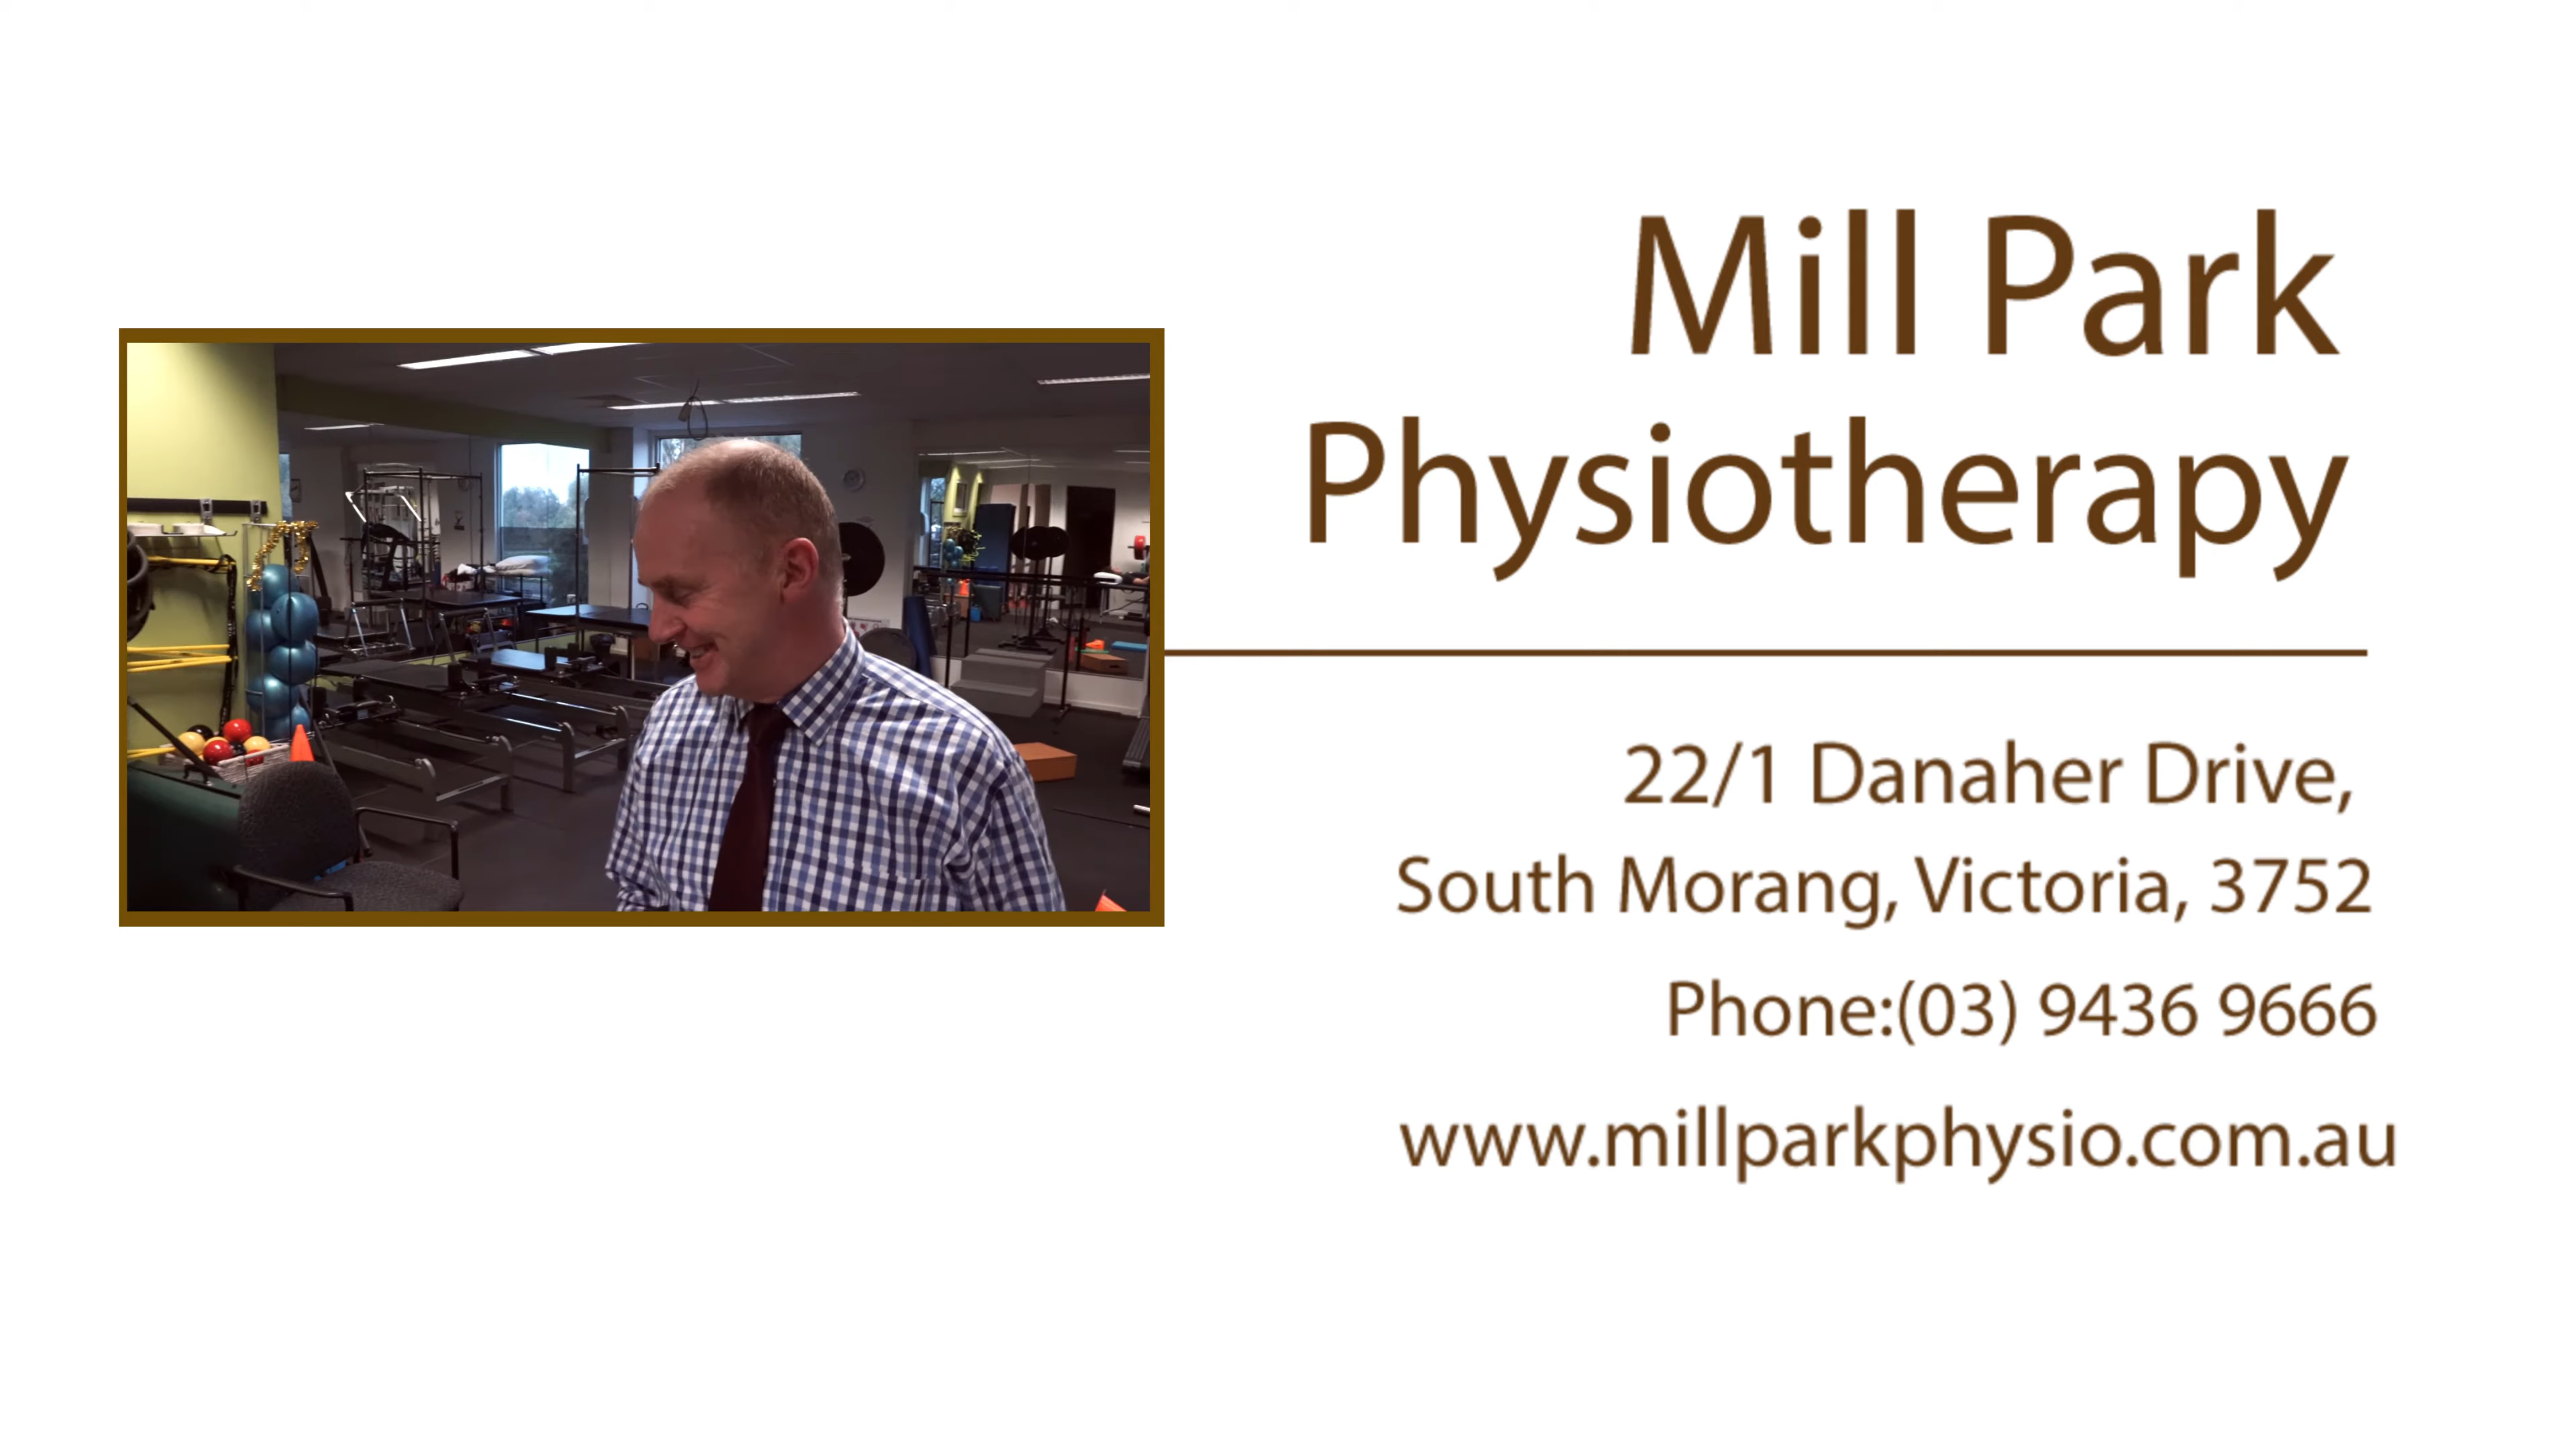 Mill Park
Physiotherapy
22/1 Danaher Drive,
South Morang, Victoria, 3752
Phone:(03) 9436 9666
www.millparkphysio.com.au